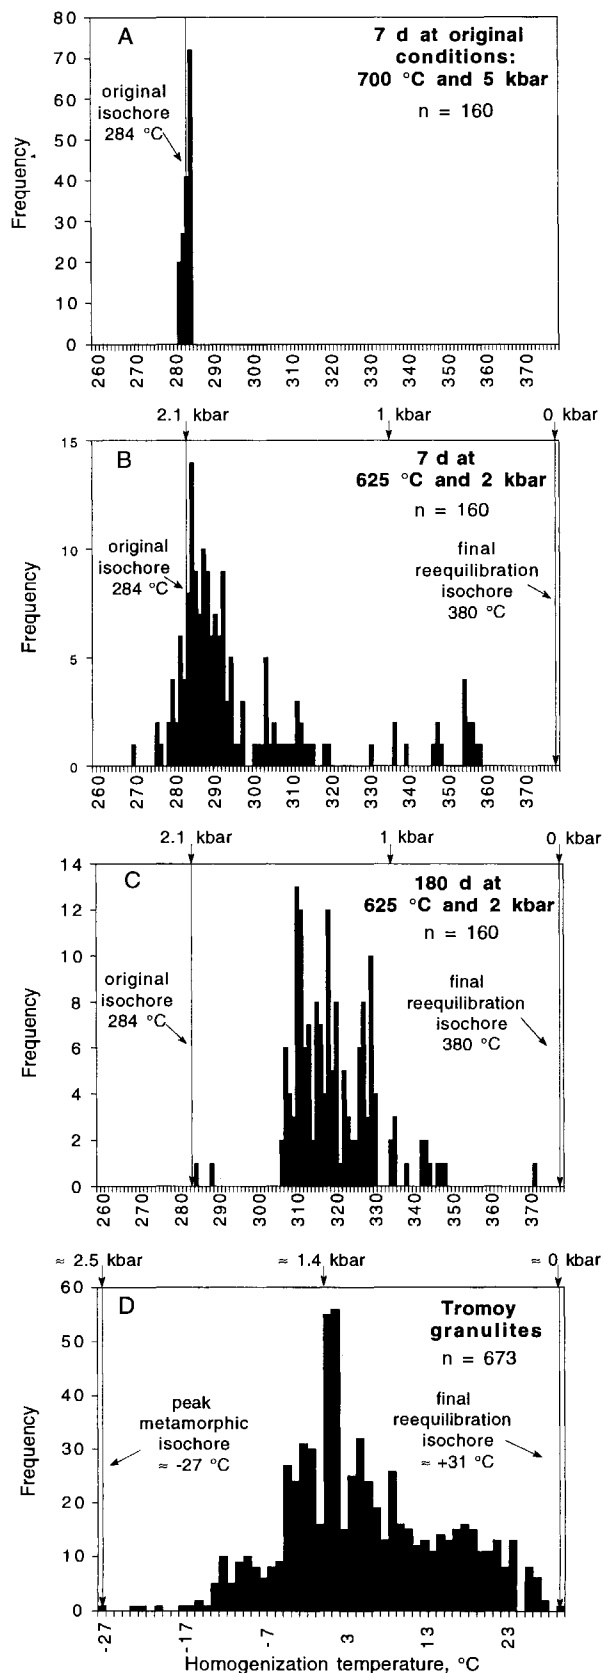 A
7 d at original
conditions:
700 °C and 5 kbar
n = 160
original
isochore
284 °C
Frequency
80
70
60
50
40
30
20
10
0
260 270 280 290 300 310 320 330 340 350 360 370
2.1 kbar 1 kbar 0 kbar
B
7 d at
625 °C and 2 kbar
n = 160
original
isochore
284 °C
final
reequilibration
isochore
380 °C
Frequency
15
10
5
0
260 270 280 290 300 310 320 330 340 350 360 370
2.1 kbar 1 kbar 0 kbar
C
180 d at
625 °C and 2 kbar
n = 160
original
isochore
284 °C
final
reequilibration
isochore
380 °C
Frequency
14
12
10
8
6
4
2
0
260 270 280 290 300 310 320 330 340 350 360 370
≈ 2.5 kbar ≈ 1.4 kbar ≈ 0 kbar
D
Tromoy
granulites
n = 673
peak
metamorphic
isochore
≈ -27 °C
final
reequilibration
isochore
≈ +31 °C
Frequency
60
50
40
30
20
10
0
-27 -17 -7 3 13 23
Homogenization temperature, °C